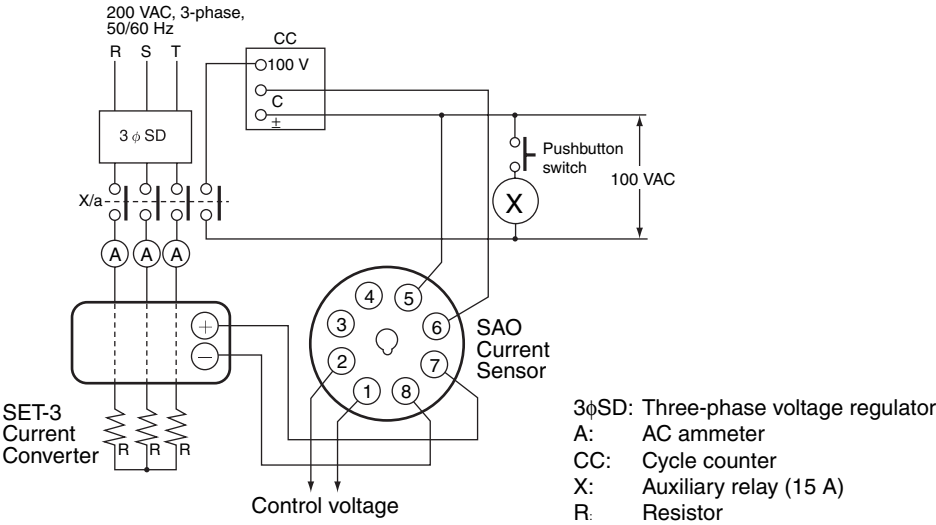 200 VAC, 3-phase,
50/60 Hz
R S T
CC
100 V
C
±
3 ϕ SD
Pushbutton
switch
100 VAC
X/a
X
A A A
4 5
3 6
2 7
1 8
+
−
SAO
Current
Sensor
SET-3
Current
Converter
R R R
Control voltage
3ϕSD: Three-phase voltage regulator
A: AC ammeter
CC: Cycle counter
X: Auxiliary relay (15 A)
R: Resistor